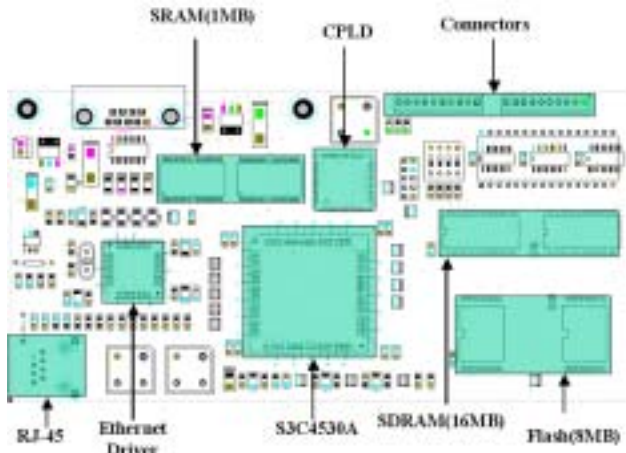 SRAM(1MB)
CPLD
Connectors
RJ-45
Ethernet
Driver
S3C4530A
SDRAM(16MB)
Flash(8MB)